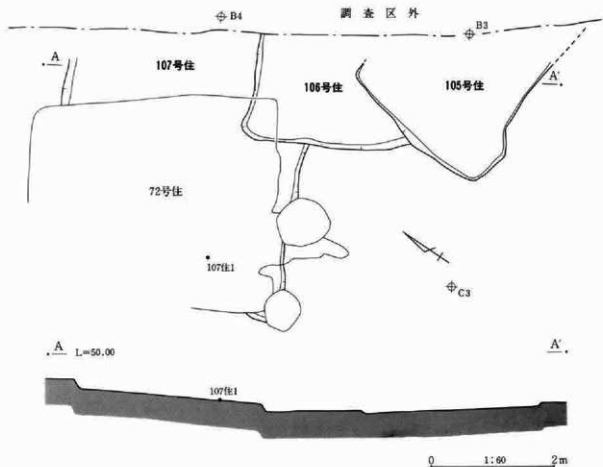 B4
調査区外
B3
A
107号住
106号住
105号住
A'
72号住
107住1
C3
A
L=50.00
A'
107住1
0 1:60 2m